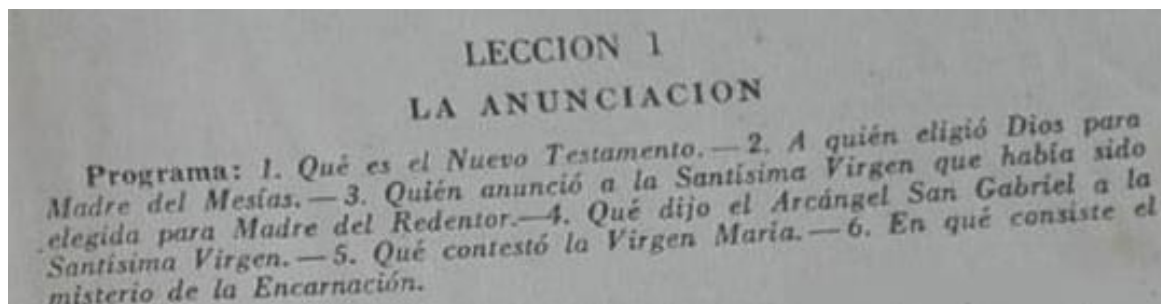 LECCION 1
LA ANUNCIACION
Programa: 1. Qué es el Nuevo Testamento.—2. A quién eligió Dios para
Madre del Mesías.—3. Quién anunció a la Santísima Virgen que había sido
elegida para Madre del Redentor.—4. Qué dijo el Arcángel San Gabriel a la
Santísima Virgen.—5. Qué contestó la Virgen María.—6. En qué consiste el
misterio de la Encarnación.